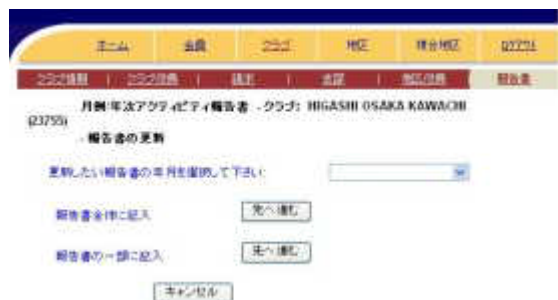 ホーム 会員 クラブ 地区 複合地区 ログアウト
クラブ情報 | クラブ役員 | 請求 | 地区役員 報告書
月例/年次アクティビティ報告書 - クラブ: HIGASHI OSAKA KAWACHI
(23755)
- 報告書の更新
更新したい報告書の年月を選択して下さい:
報告書全体に記入 先へ進む
報告書の一部に記入 先へ進む
キャンセル